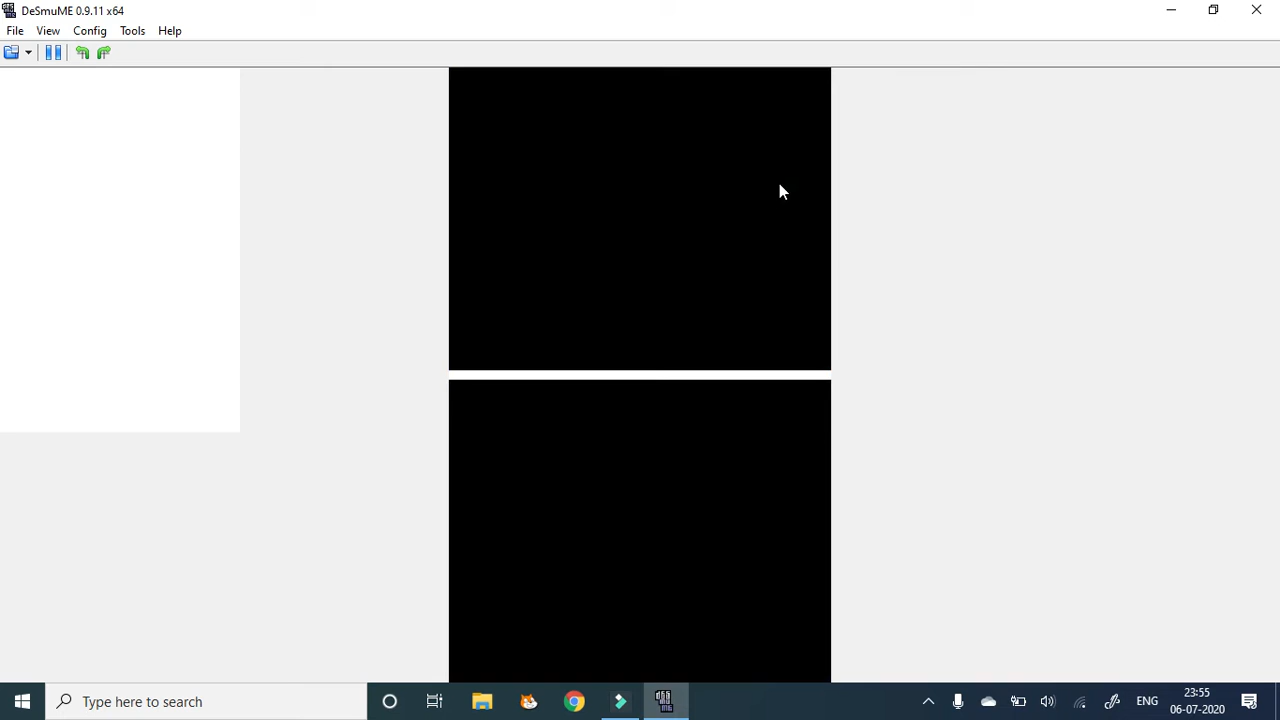 DeSmuME 0.9.11 x64
File View Config Tools Help
Type here to search
ENG
23:55
06-07-2020